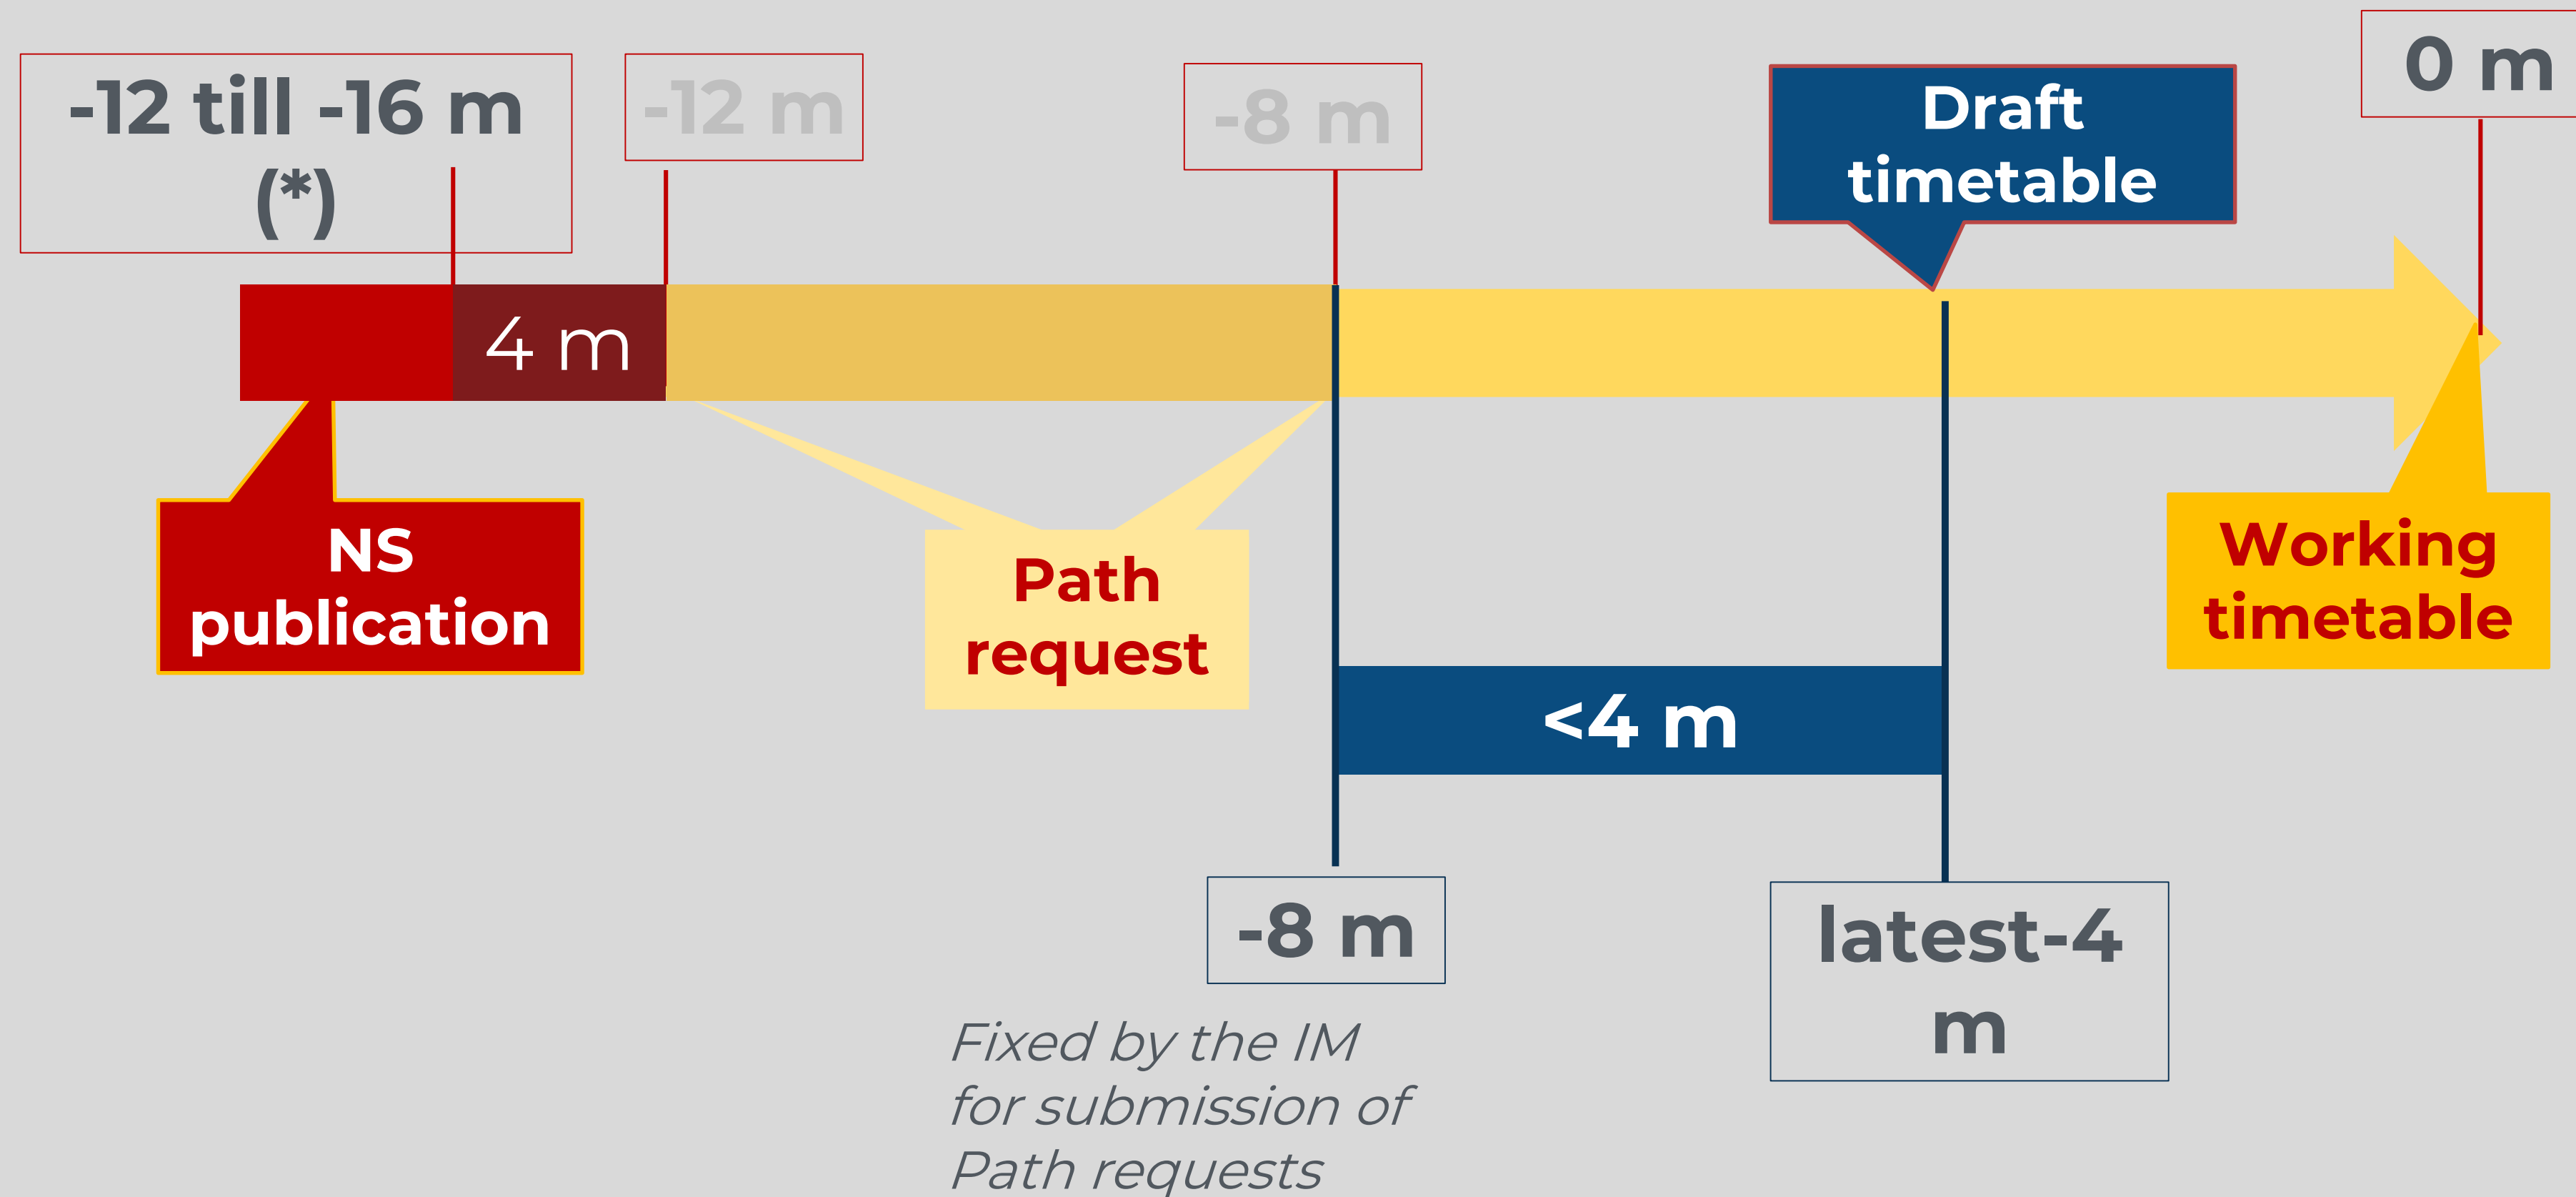 -12 till -16 m
(*)
-12 m
-8 m
Draft
timetable
0 m
4 m
NS
publication
Path
request
Working
timetable
<4 m
-8 m
latest-4
m
Fixed by the IM
for submission of
Path requests